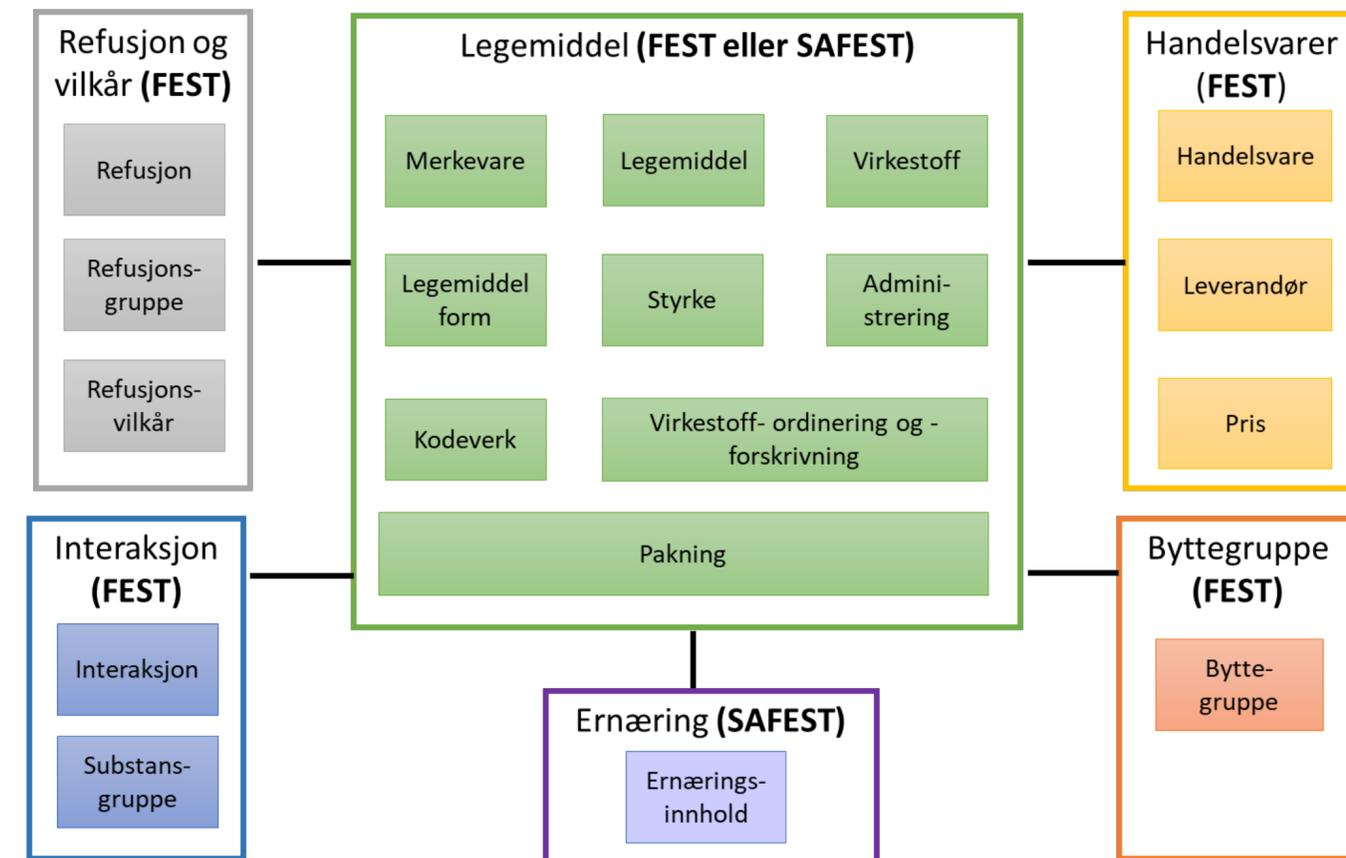 Refusjon og
vilkår (FEST)
Refusjon
Refusjons-
gruppe
Refusjons-
vilkår
Legemiddel (FEST eller SAFEST)
Merkevare
Legemiddel
Virkestoff
Legemiddel
form
Styrke
Admini-
strering
Kodeverk
Virkestoff- ordinering og -
forskrivning
Pakning
Handelsvarer
(FEST)
Handelsvare
Leverandør
Pris
Interaksjon
(FEST)
Interaksjon
Substans-
gruppe
Ernæring (SAFEST)
Ernærings-
innhold
Byttegruppe
(FEST)
Bytte-
gruppe